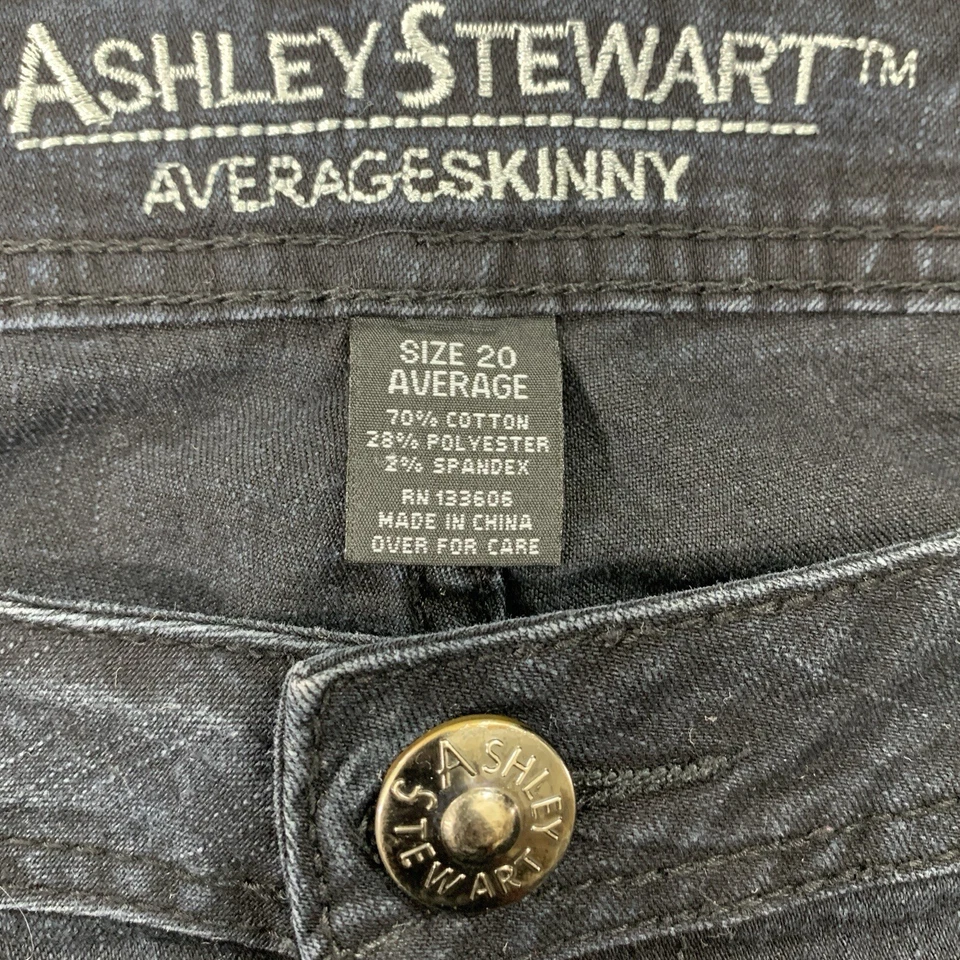 ASHLEY STEWART™
AVERAGESKINNY
SIZE 20
AVERAGE
70% COTTON
28% POLYESTER
2% SPANDEX
RN 133606
MADE IN CHINA
OVER FOR CARE
ASHLEY
STEWART